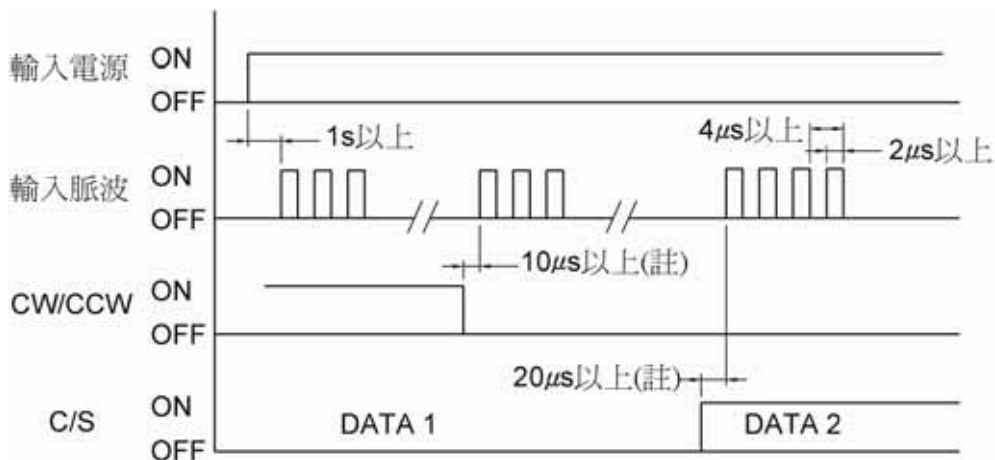 輸入電源 ON
OFF
1s以上
4μs以上
2μs以上
輸入脈波 ON
OFF
10μs以上(註)
CW/CCW ON
OFF
20μs以上(註)
C/S ON DATA 1 DATA 2
OFF